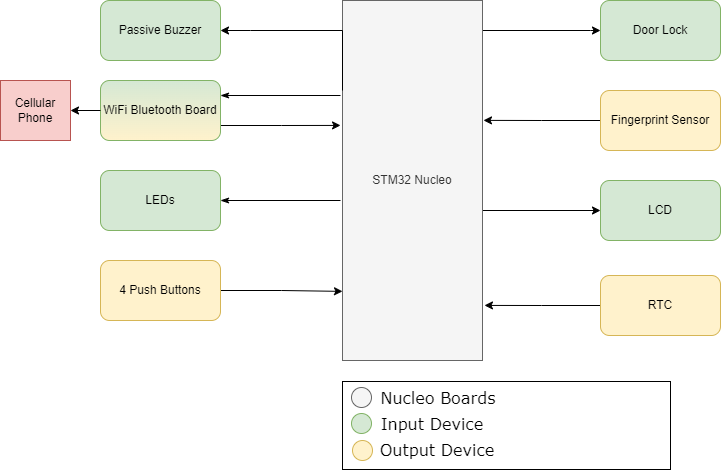 Passive Buzzer
Door Lock
Cellular
Phone
WiFi Bluetooth Board
Fingerprint Sensor
STM32 Nucleo
LEDs
LCD
4 Push Buttons
RTC
Nucleo Boards
Input Device
Output Device